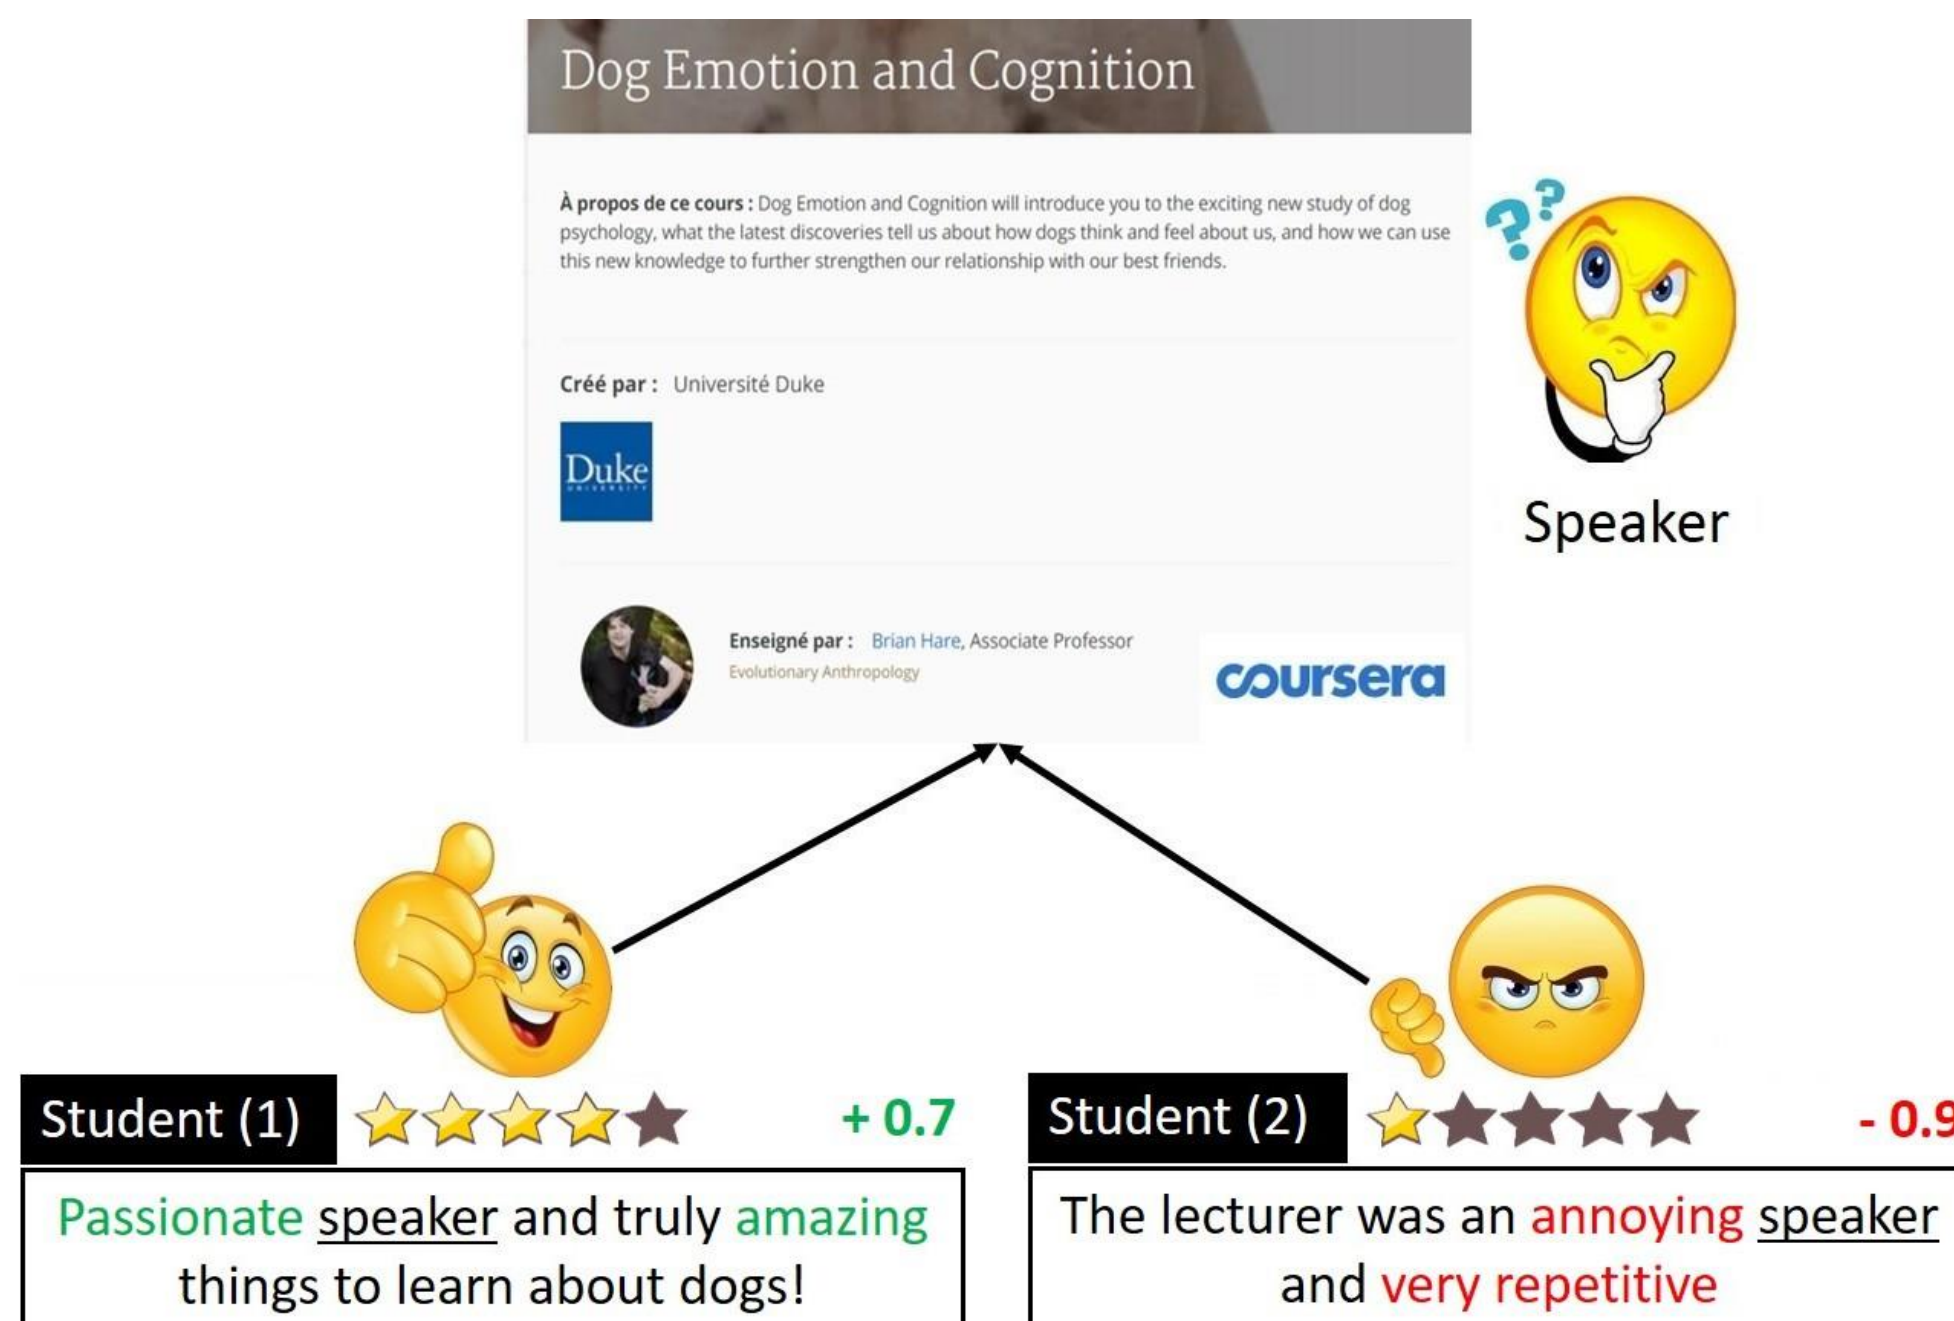 Dog Emotion and Cognition
À propos de ce cours : Dog Emotion and Cognition will introduce you to the exciting new study of dog
psychology, what the latest discoveries tell us about how dogs think and feel about us, and how we can use
this new knowledge to further strengthen our relationship with our best friends.
? ?
Speaker
Créé par : Université Duke
Duke
UNIVERSITY
Enseigné par : Brian Hare, Associate Professor
Evolutionary Anthropology
coursera
Student (1)
+ 0.7
Passionate speaker and truly amazing
things to learn about dogs!
Student (2)
- 0.9
The lecturer was an annoying speaker
and very repetitive